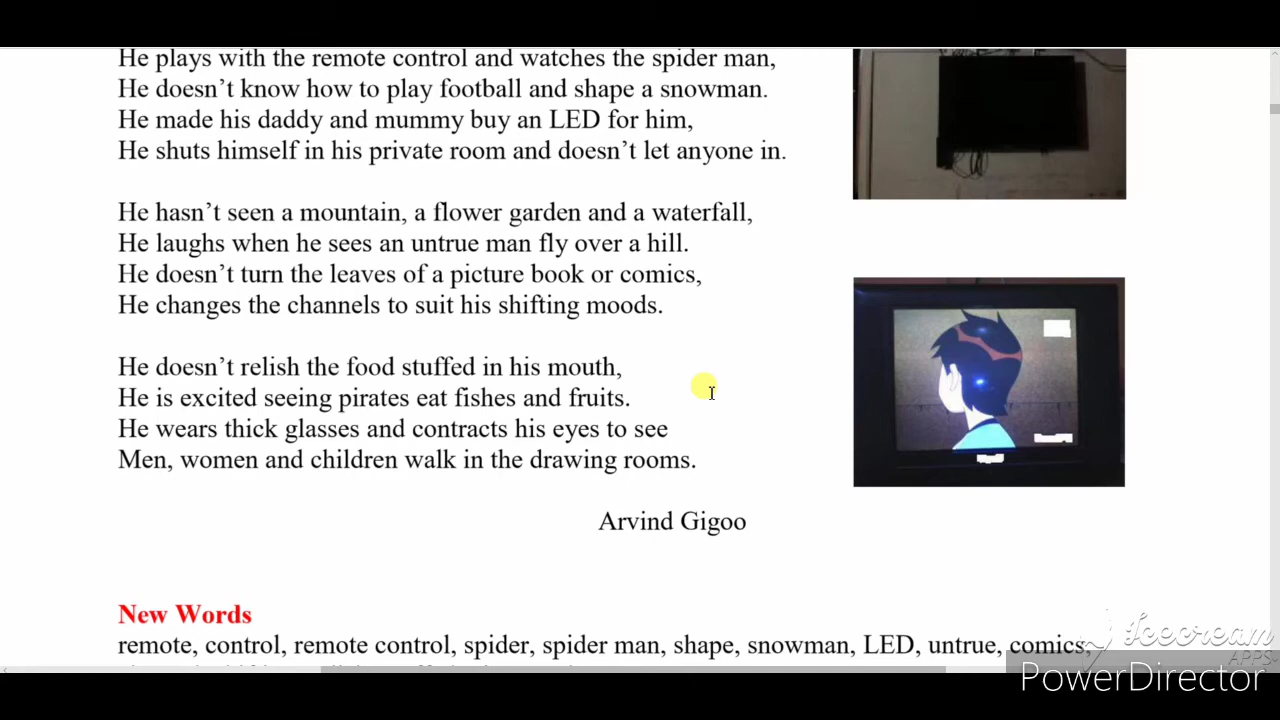 He plays with the remote control and watches the spider man,
He doesn’t know how to play football and shape a snowman.
He made his daddy and mummy buy an LED for him,
He shuts himself in his private room and doesn’t let anyone in.
He hasn’t seen a mountain, a flower garden and a waterfall,
He laughs when he sees an untrue man fly over a hill.
He doesn’t turn the leaves of a picture book or comics,
He changes the channels to suit his shifting moods.
He doesn’t relish the food stuffed in his mouth,
He is excited seeing pirates eat fishes and fruits.
He wears thick glasses and contracts his eyes to see
Men, women and children walk in the drawing rooms.
Arvind Gigoo
New Words
remote, control, remote control, spider, spider man, shape, snowman, LED, untrue, comics,
Icecream
APPS
PowerDirector